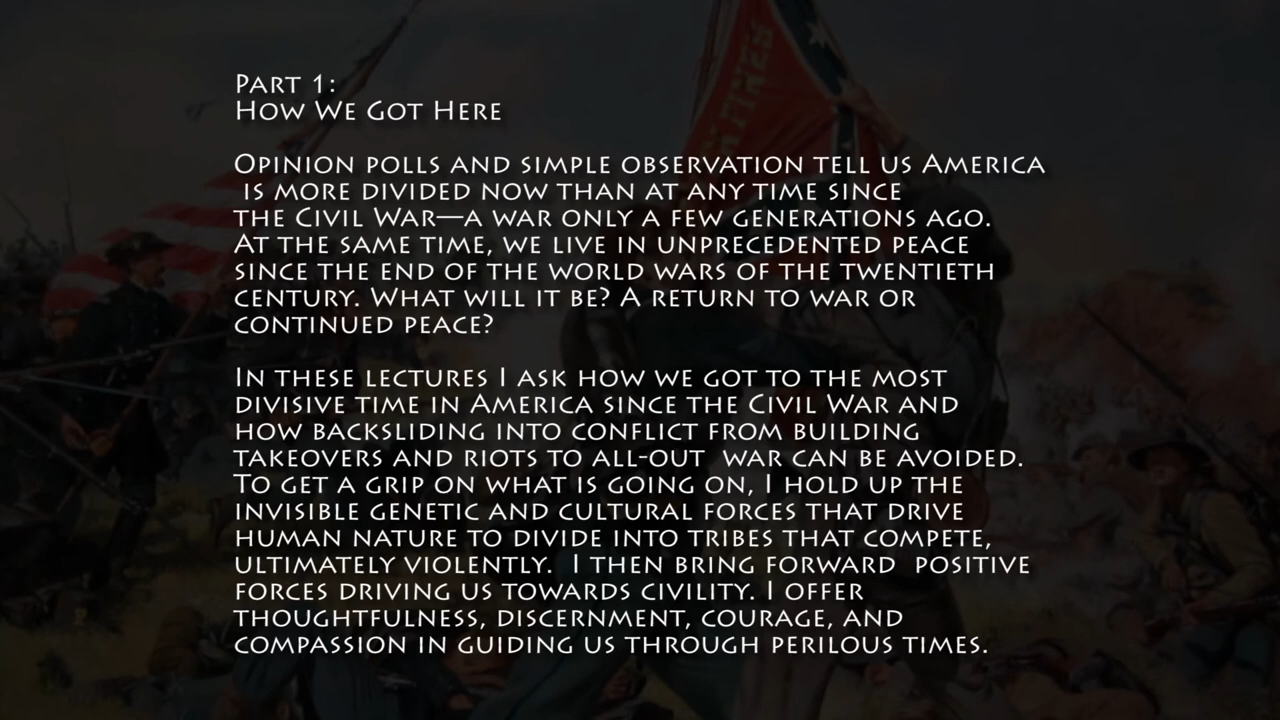 Part 1:
How We Got Here
Opinion polls and simple observation tell us America
is more divided now than at any time since
the Civil War—a war only a few generations ago.
At the same time, we live in unprecedented peace
since the end of the world wars of the twentieth
century. What will it be? A return to war or
continued peace?
In these lectures I ask how we got to the most
divisive time in America since the Civil War and
how backsliding into conflict from building
takeovers and riots to all-out war can be avoided.
To get a grip on what is going on, I hold up the
invisible genetic and cultural forces that drive
human nature to divide into tribes that compete,
ultimately violently. I then bring forward positive
forces driving us towards civility. I offer
thoughtfulness, discernment, courage, and
compassion in guiding us through perilous times.